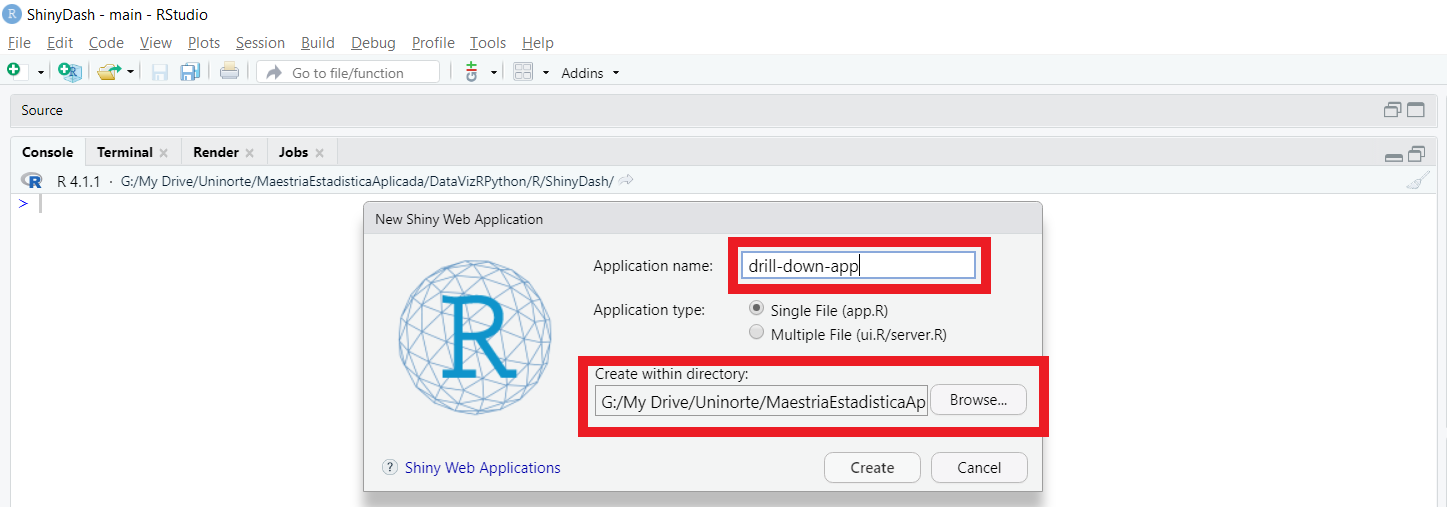 ShinyDash - main - RStudio
File Edit Code View Plots Session Build Debug Profile Tools Help
Go to file/function Git Addins
Source
Console Terminal Render Jobs
R R 4.1.1 · G:/My Drive/Uninorte/MaestriaEstadisticaAplicada/DataVizRPython/R/ShinyDash/
>
New Shiny Web Application
R
Application name: drill-down-app
Application type: Single File (app.R)
Multiple File (ui.R/server.R)
Create within directory:
G:/My Drive/Uninorte/MaestriaEstadisticaAp Browse...
? Shiny Web Applications Create Cancel